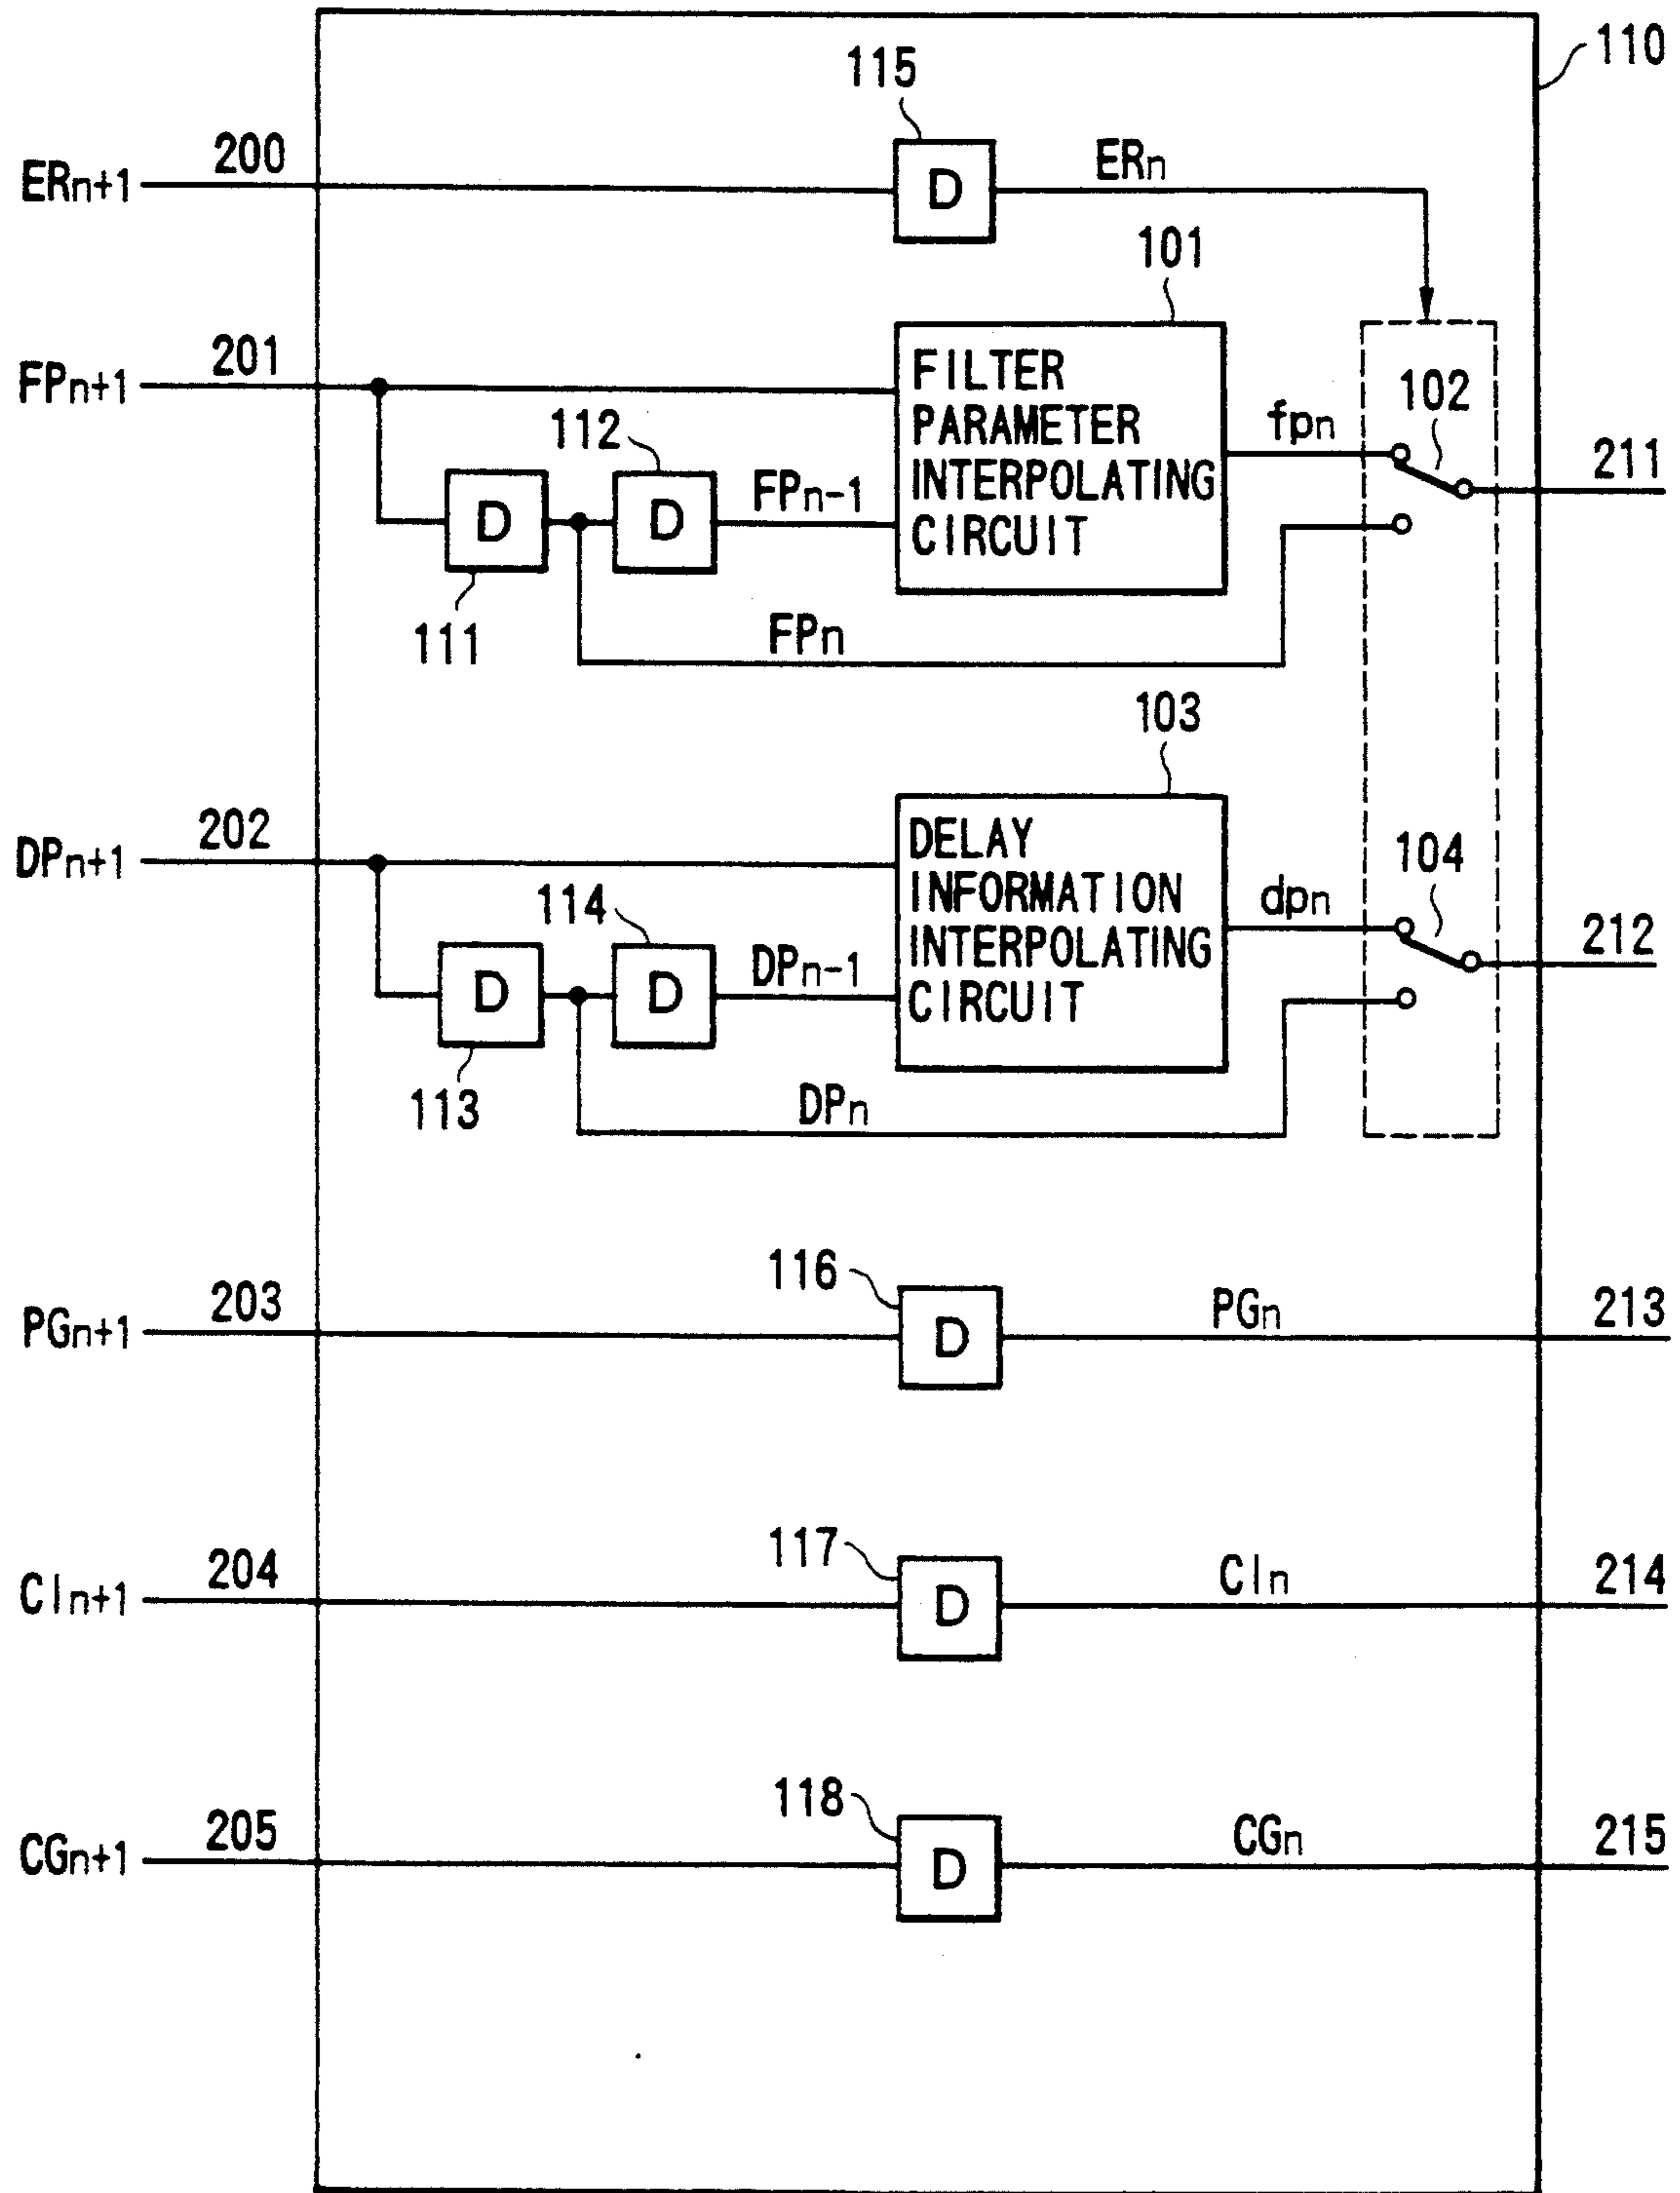 110
115
200
ERn+1
D
ERn
101
201
FPn+1
FILTER
PARAMETER
INTERPOLATING
CIRCUIT
102
fpn
211
112
D
D
FPn-1
111
FPn
103
202
DPn+1
DELAY
INFORMATION
INTERPOLATING
CIRCUIT
104
dpn
212
114
D
D
DPn-1
113
DPn
116
203
PGn+1
D
PGn
213
117
204
CIn+1
D
CIn
214
118
205
CGn+1
D
CGn
215